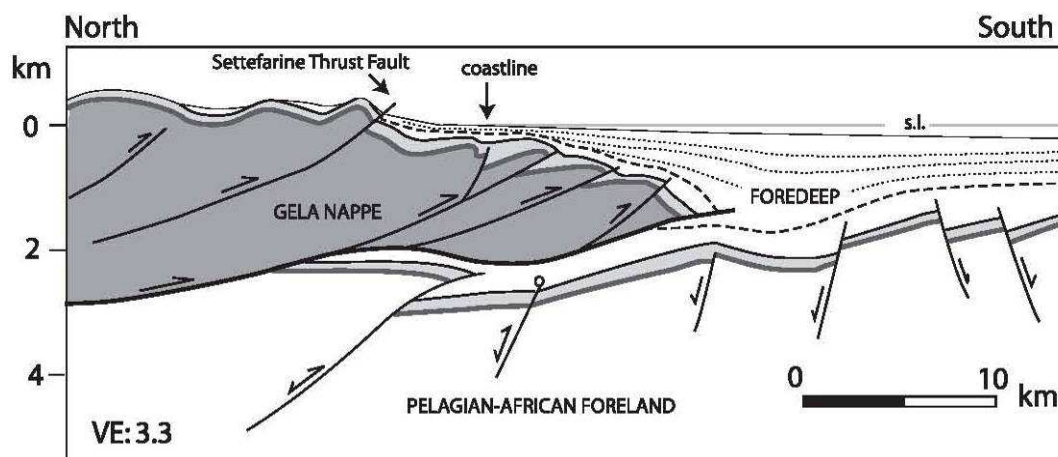 North
South
km
Settefarine Thrust Fault
coastline
0
s.l.
GELA NAPPE
FOREDEEP
2
4
PELAGIAN-AFRICAN FORELAND
0
10
km
VE: 3.3